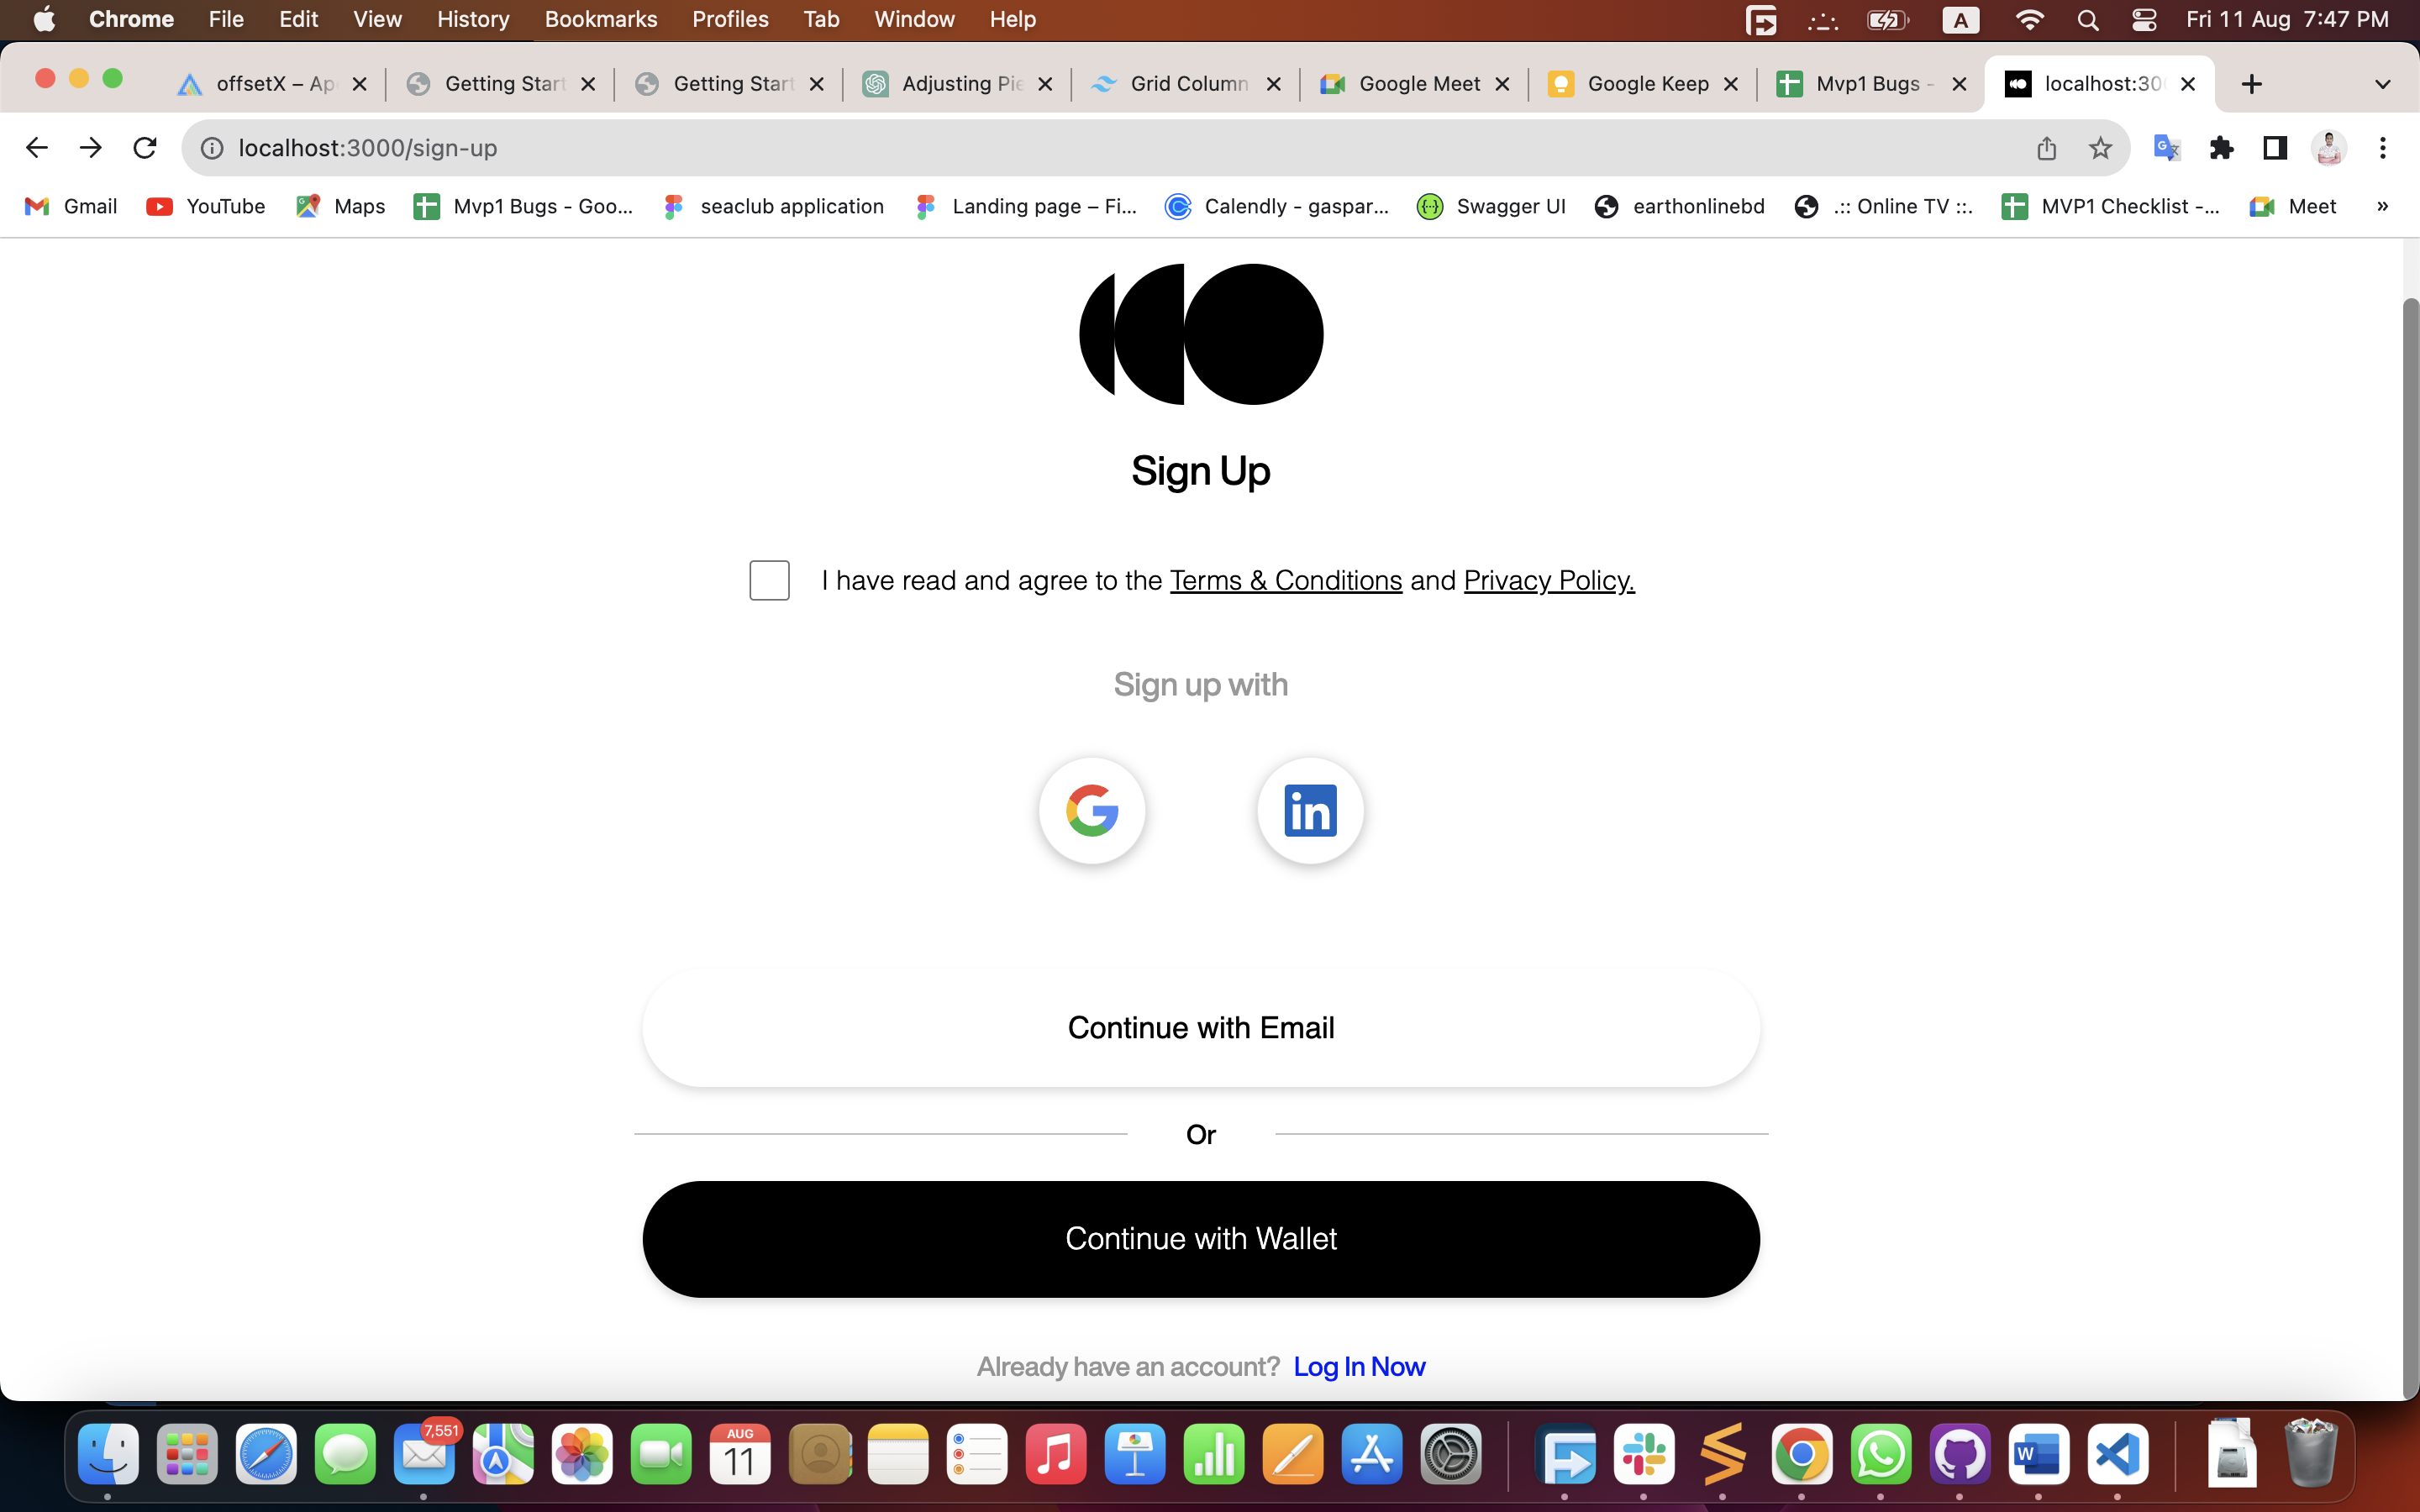 Chrome File Edit View History Bookmarks Profiles Tab Window Help A Fri 11 Aug 7:47 PM
offsetX – Ap Getting Start Getting Start Adjusting Pie Grid Column Google Meet Google Keep Mvp1 Bugs - localhost:30
localhost:3000/sign-up
Gmail YouTube Maps Mvp1 Bugs - Goo... seaclub application Landing page – Fi... Calendly - gaspar... Swagger UI earthonlinebd .:: Online TV ::. MVP1 Checklist -... Meet »
Sign Up
I have read and agree to the Terms & Conditions and Privacy Policy.
Sign up with
G in
Continue with Email
Or
Continue with Wallet
Already have an account? Log In Now
7,551 AUG
11 W